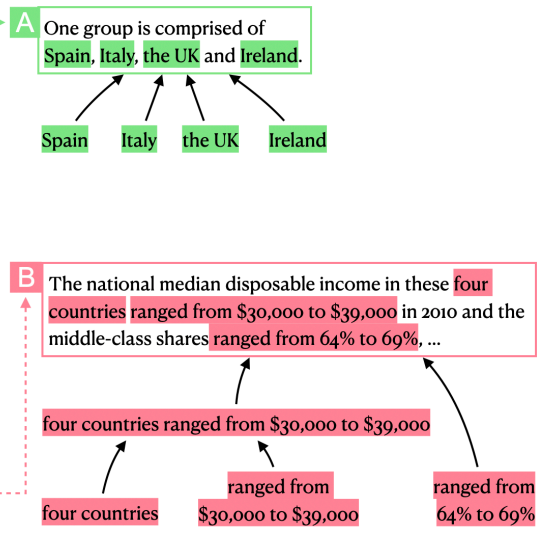 A
One group is comprised of
Spain, Italy, the UK and Ireland.
Spain Italy the UK Ireland
B
The national median disposable income in these four
countries ranged from $30,000 to $39,000 in 2010 and the
middle-class shares ranged from 64% to 69%, ...
four countries ranged from $30,000 to $39,000
four countries
ranged from
$30,000 to $39,000
ranged from
64% to 69%